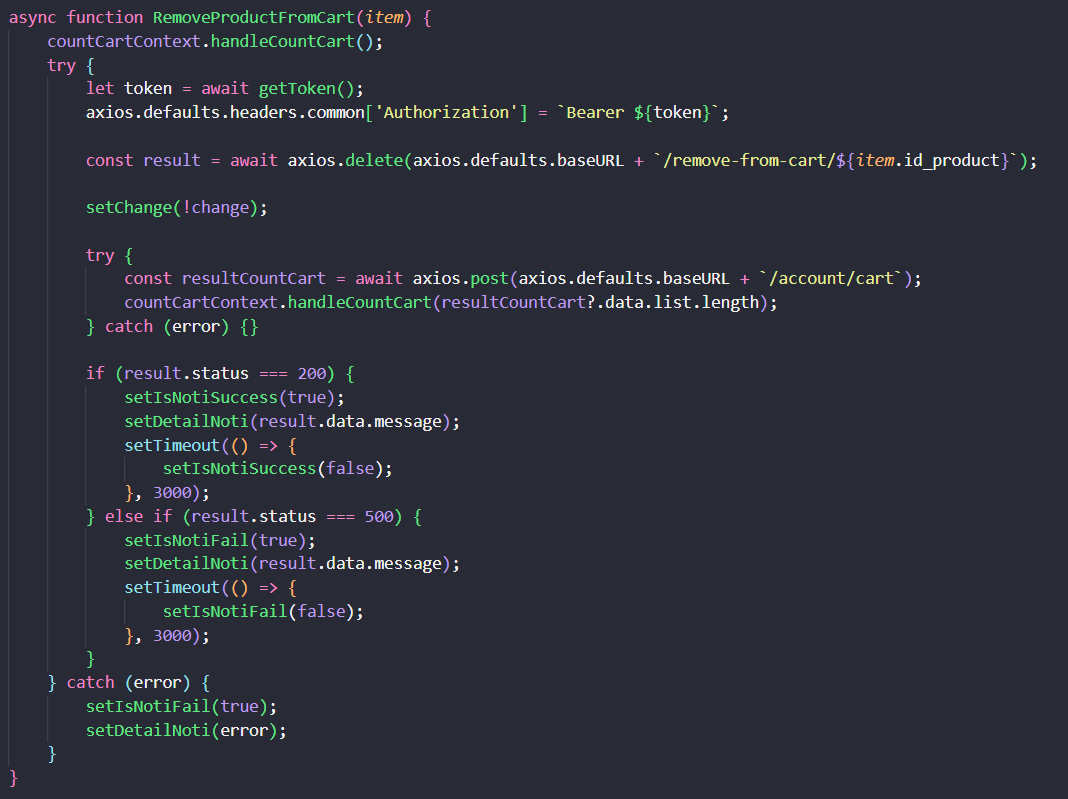 async function RemoveProductFromCart(item) {
    countCartContext.handleCountCart();
    try {
        let token = await getToken();
        axios.defaults.headers.common['Authorization'] = `Bearer ${token}`;

        const result = await axios.delete(axios.defaults.baseURL + `/remove-from-cart/${item.id_product}`);

        setChange(!change);

        try {
            const resultCountCart = await axios.post(axios.defaults.baseURL + `/account/cart`);
            countCartContext.handleCountCart(resultCountCart?.data.list.length);
        } catch (error) {}

        if (result.status === 200) {
            setIsNotiSuccess(true);
            setDetailNoti(result.data.message);
            setTimeout(() => {
                setIsNotiSuccess(false);
            }, 3000);
        } else if (result.status === 500) {
            setIsNotiFail(true);
            setDetailNoti(result.data.message);
            setTimeout(() => {
                setIsNotiFail(false);
            }, 3000);
        }
    } catch (error) {
        setIsNotiFail(true);
        setDetailNoti(error);
    }
}